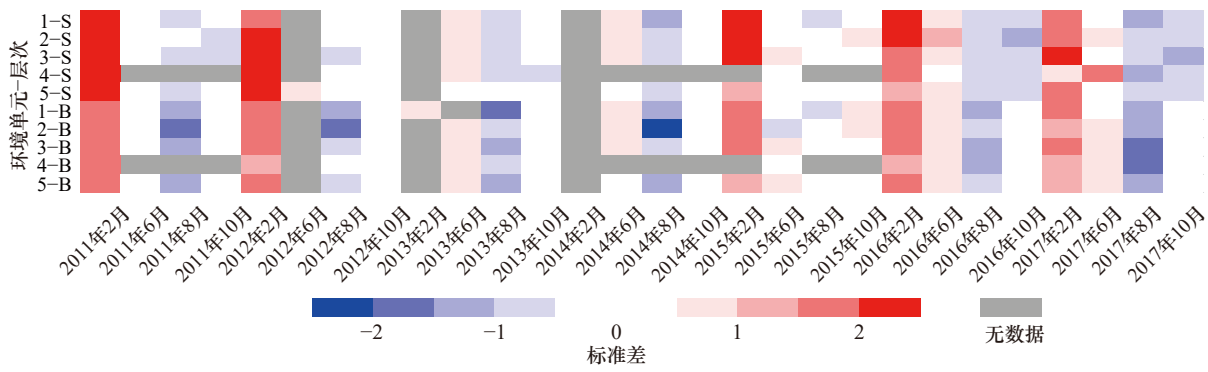 环境单元-层次
1-S
2-S
3-S
4-S
5-S
1-B
2-B
3-B
4-B
5-B
2011年2月
2011年6月
2011年8月
2011年10月
2012年2月
2012年6月
2012年8月
2012年10月
2013年2月
2013年6月
2013年8月
2013年10月
2014年2月
2014年6月
2014年8月
2014年10月
2015年2月
2015年6月
2015年8月
2015年10月
2016年2月
2016年6月
2016年8月
2016年10月
2017年2月
2017年6月
2017年8月
2017年10月
−2 −1 0 1 2 无数据
标准差